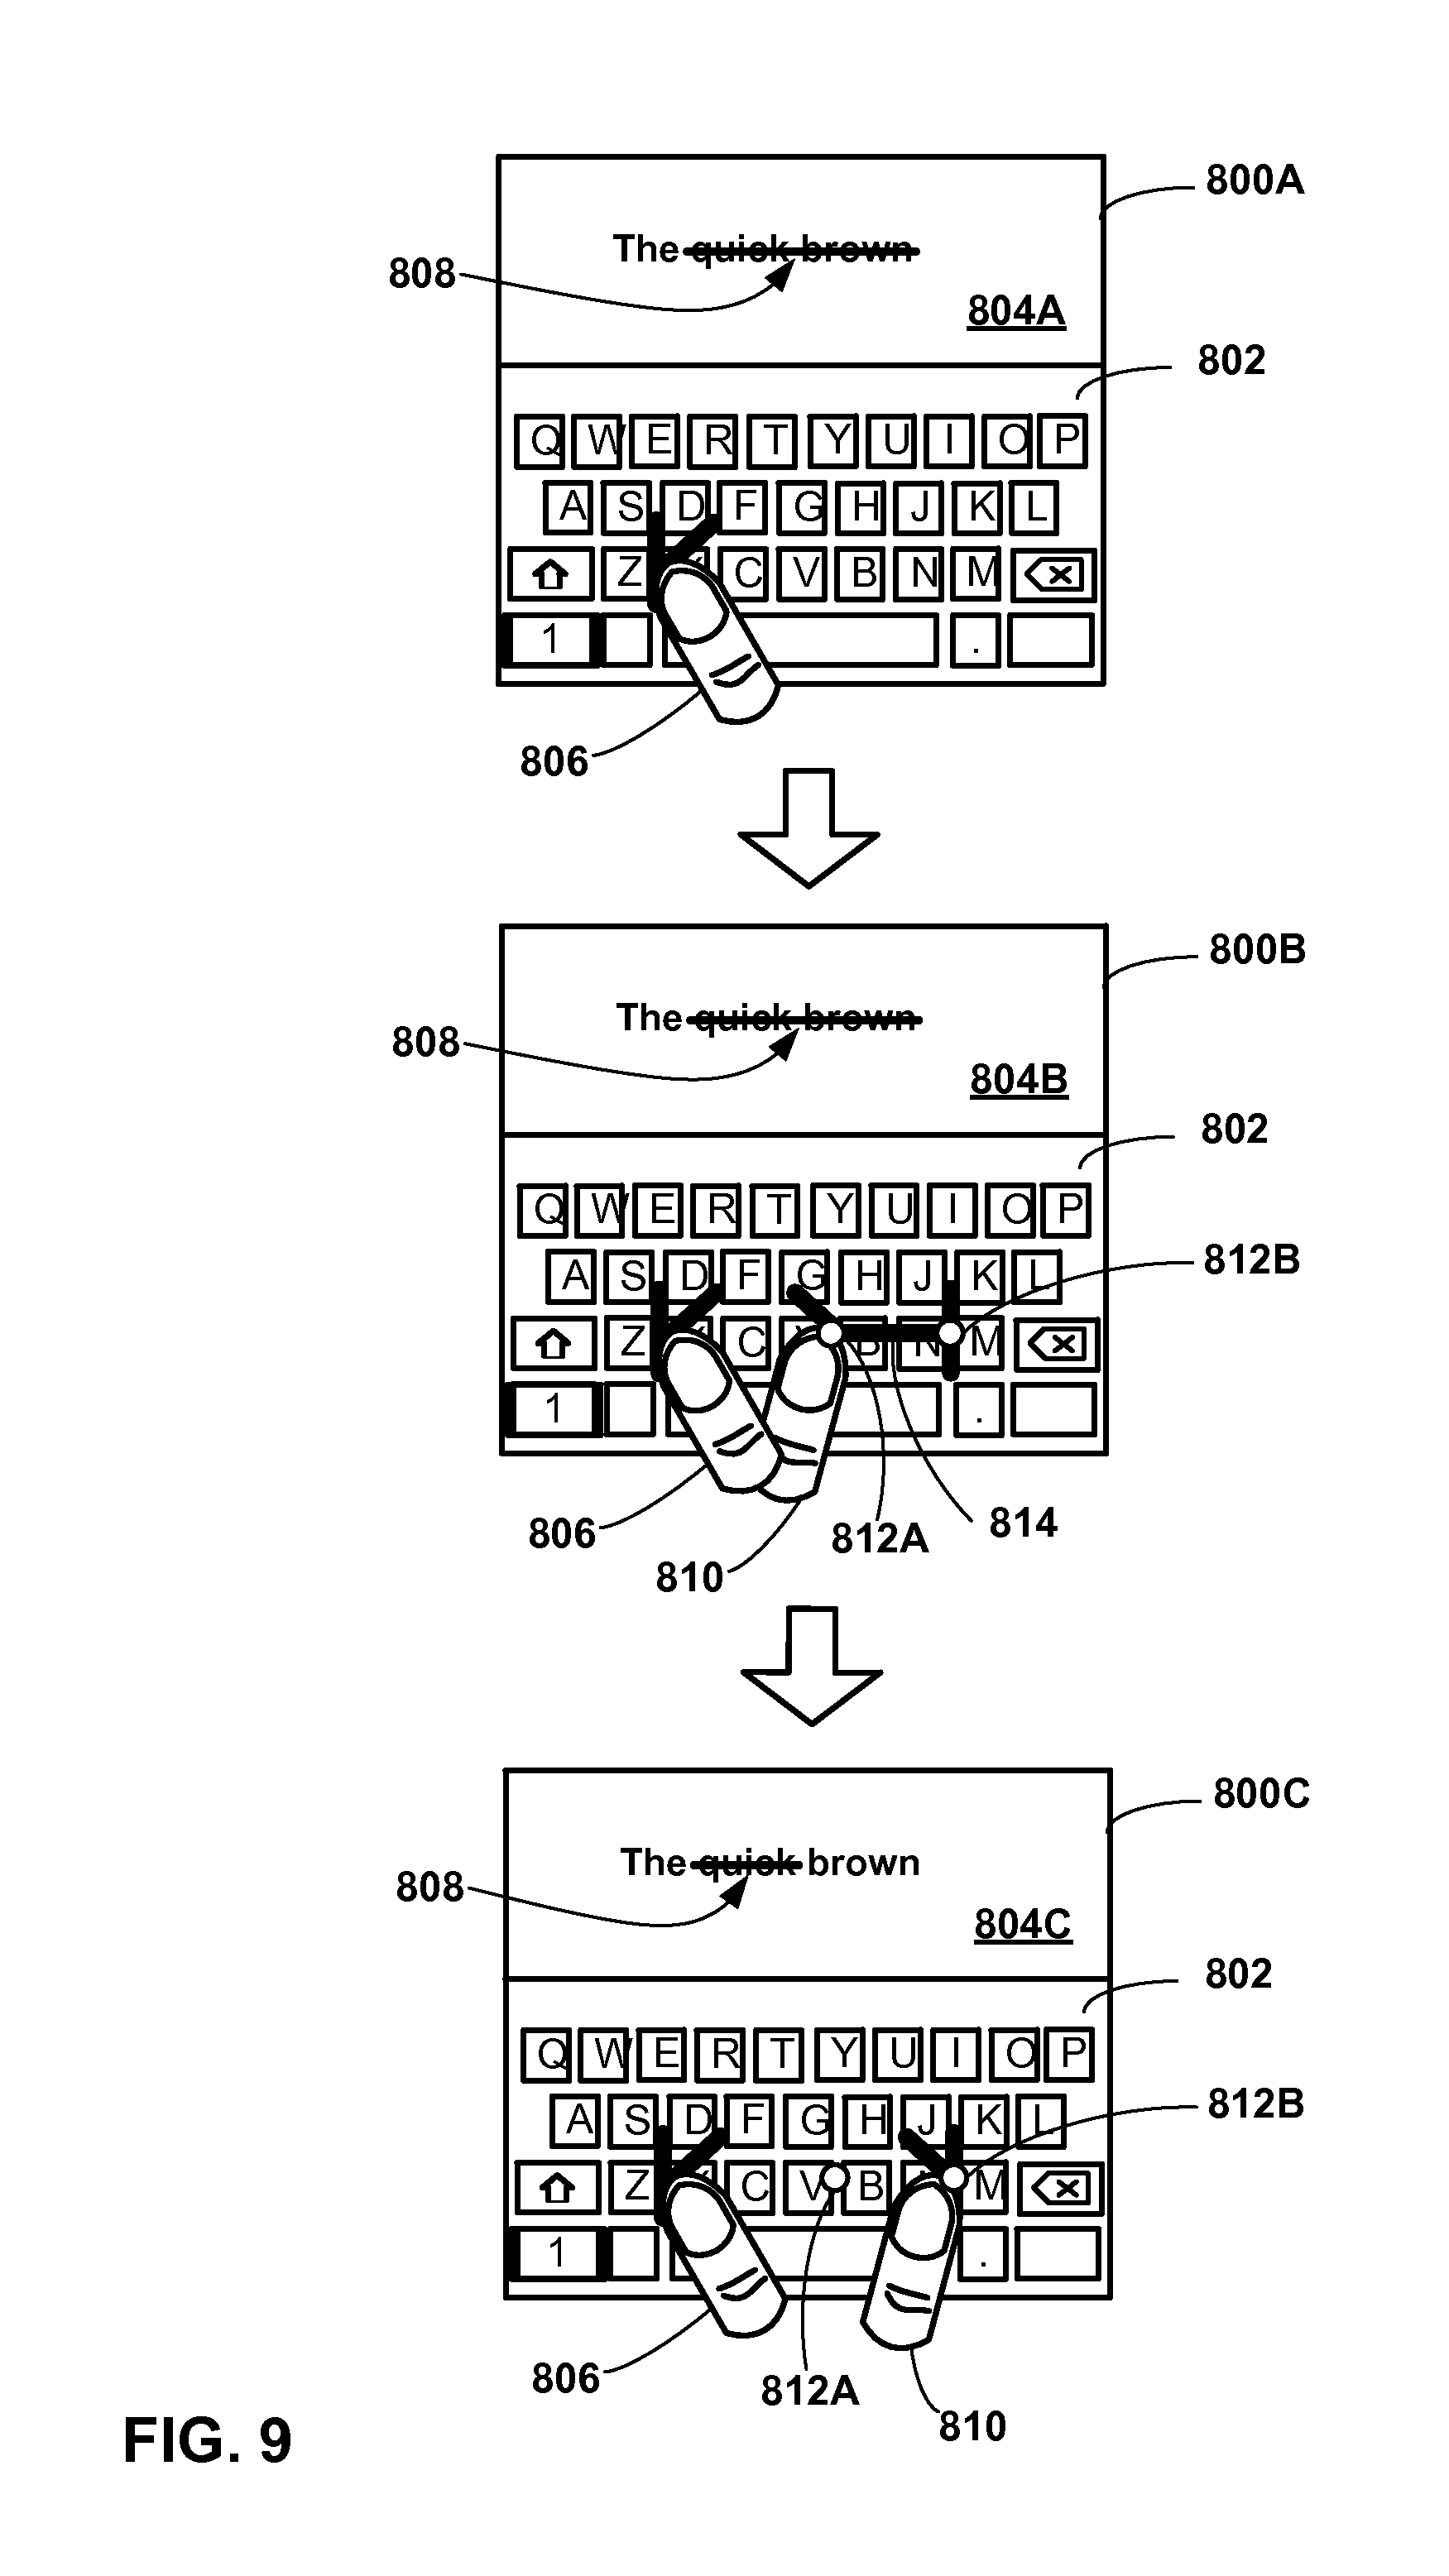 800A
The quick brown
808
804A
802
Q W E R T Y U I O P
A S D F G H J K L
Z C V B N M
1 .
806
800B
The quick brown
808
804B
802
Q W E R T Y U I O P
812B
A S D F G H J K L
Z C B N M
1 .
806
812A
814
810
800C
The quick brown
808
804C
802
Q W E R T Y U I O P
812B
A S D F G H J K L
Z C V B M
1 .
806
812A
810
FIG. 9